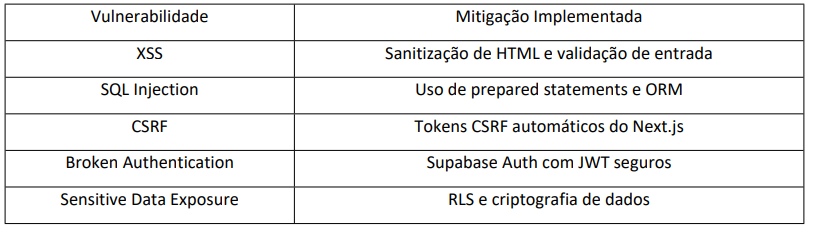 Vulnerabilidade Mitigação Implementada
XSS Sanitização de HTML e validação de entrada
SQL Injection Uso de prepared statements e ORM
CSRF Tokens CSRF automáticos do Next.js
Broken Authentication Supabase Auth com JWT seguros
Sensitive Data Exposure RLS e criptografia de dados